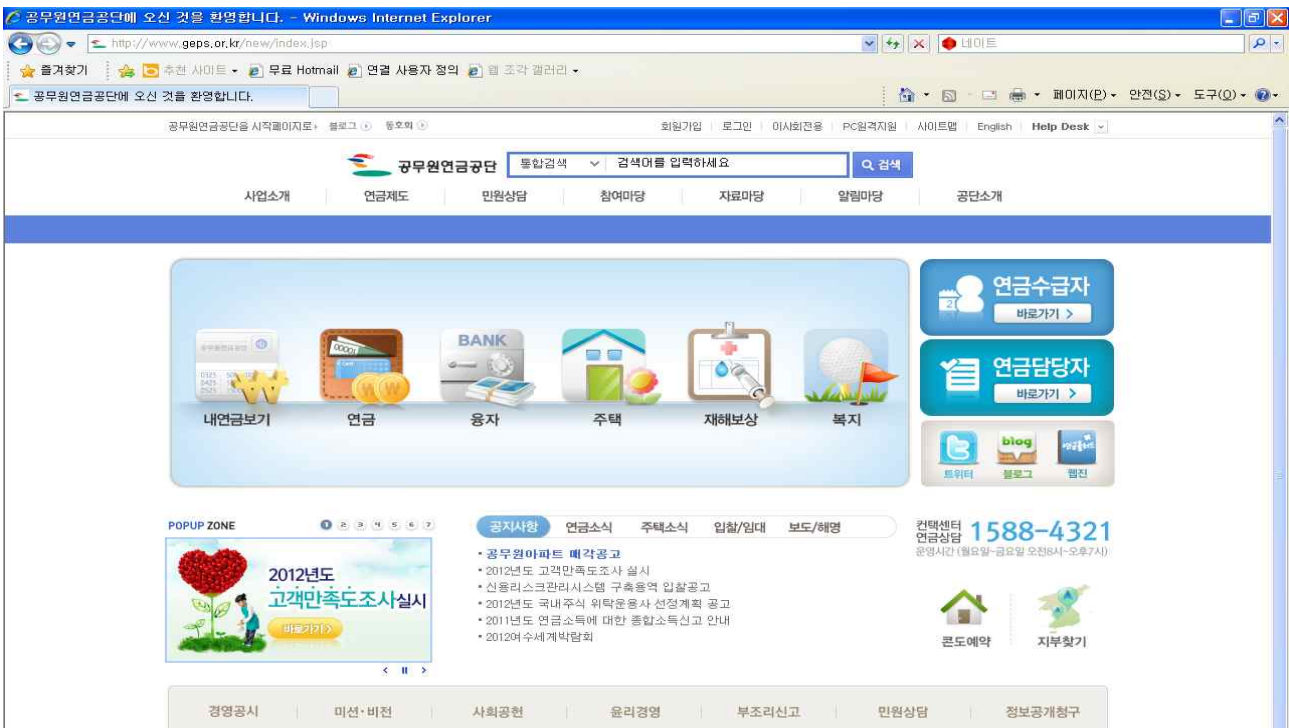 공무원연금공단에 오신 것을 환영합니다. - Windows Internet Explorer
http://www.geps.or.kr/new/index.jsp
네이트
즐겨찾기 추천 사이트 무료 Hotmail 연결 사용자 정의 웹 조각 갤러리
공무원연금공단에 오신 것을 환영합니다.
페이지(P) 안전(S) 도구(O)
공무원연금공단을 시작페이지로 블로그 동호회 회원가입 로그인 이사회전용 PC원격지원 사이트맵 English Help Desk
공무원연금공단 통합검색 검색어를 입력하세요 검색
사업소개 연금제도 민원상담 참여마당 자료마당 알림마당 공단소개
연금수급자
바로가기 >
BANK
00001
연금담당자
바로가기 >
내연금보기 연금 융자 주택 재해보상 복지
blog
트위터 블로그 웹진
POPUP ZONE 1 2 3 4 5 6 7
공지사항 연금소식 주택소식 입찰/임대 보도/해명
컨택센터
연금상담 1588-4321
운영시간 (월요일~금요일 오전8시~오후7시)
• 공무원아파트 매각공고
• 2012년도 고객만족도조사 실시
• 신용리스크관리시스템 구축용역 입찰공고
• 2012년도 국내주식 위탁운용사 선정계획 공고
• 2011년도 연금소득에 대한 종합소득신고 안내
• 2012여수세계박람회
2012년도
고객만족도조사실시
바로가기 >
콘도예약 지부찾기
경영공시 미션·비전 사회공헌 윤리경영 부조리신고 민원상담 정보공개청구